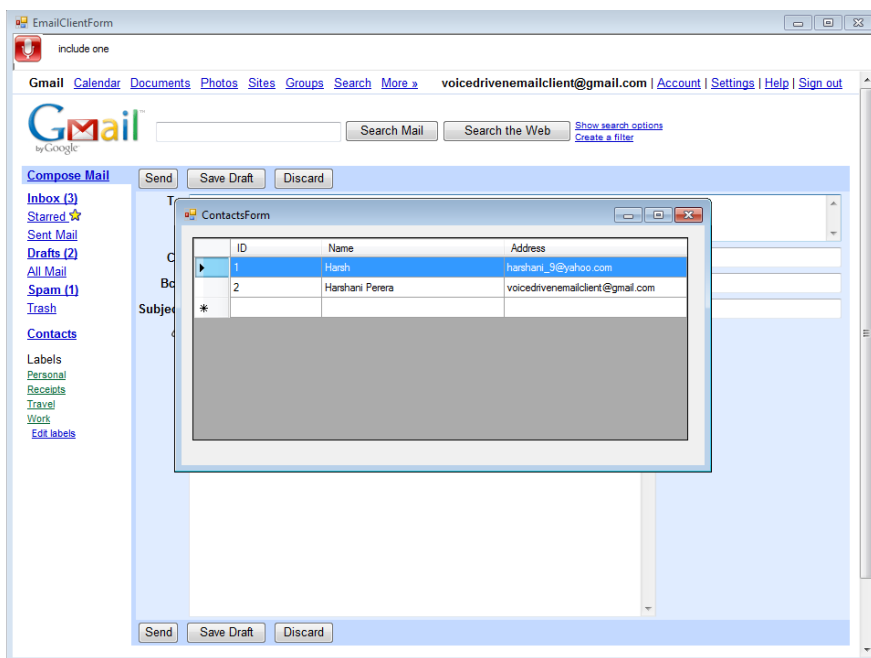 EmailClientForm
include one
Gmail Calendar Documents Photos Sites Groups Search More » voicedrivenemailclient@gmail.com | Account | Settings | Help | Sign out
Gmail™
by Google
Search Mail Search the Web Show search options
Create a filter
Compose Mail Send Save Draft Discard
Inbox (3)
Starred
Sent Mail
Drafts (2)
All Mail
Spam (1)
Trash
Contacts
Labels
Personal
Receipts
Travel
Work
Edit labels
T
C
Bc
Subjec
ContactsForm
ID Name Address
1 Harsh harshani_9@yahoo.com
2 Harshani Perera voicedrivenemailclient@gmail.com
Send Save Draft Discard